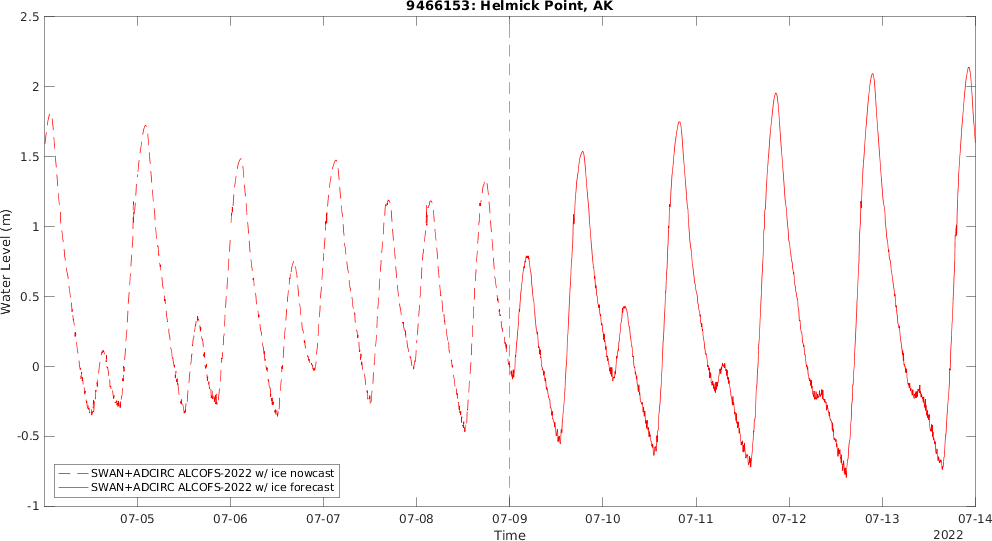 9466153: Helmick Point, AK
2.5
2
1.5
1
0.5
0
-0.5
-1
Water Level (m)
SWAN+ADCIRC ALCOFS-2022 w/ ice nowcast
SWAN+ADCIRC ALCOFS-2022 w/ ice forecast
07-05 07-06 07-07 07-08 07-09 07-10 07-11 07-12 07-13 07-14
Time
2022